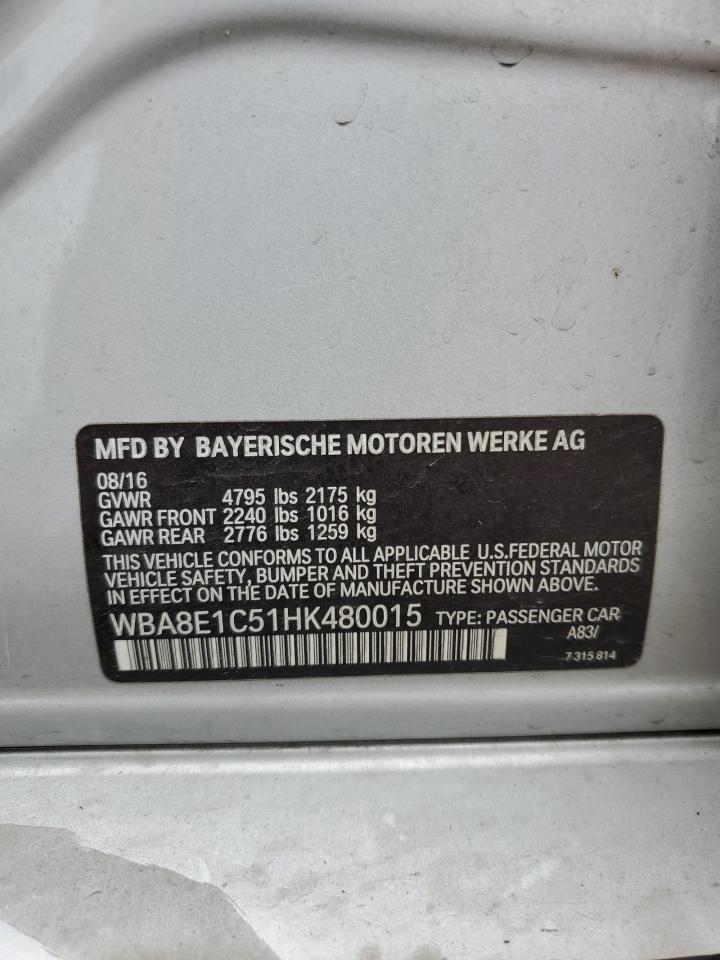 MFD BY BAYERISCHE MOTOREN WERKE AG
08/16
GVWR 4795 lbs 2175 kg
GAWR FRONT 2240 lbs 1016 kg
GAWR REAR 2776 lbs 1259 kg
THIS VEHICLE CONFORMS TO ALL APPLICABLE U.S.FEDERAL MOTOR
VEHICLE SAFETY, BUMPER AND THEFT PREVENTION STANDARDS
IN EFFECT ON THE DATE OF MANUFACTURE SHOWN ABOVE.
WBA8E1C51HK480015 TYPE: PASSENGER CAR
A83/
7 315 814